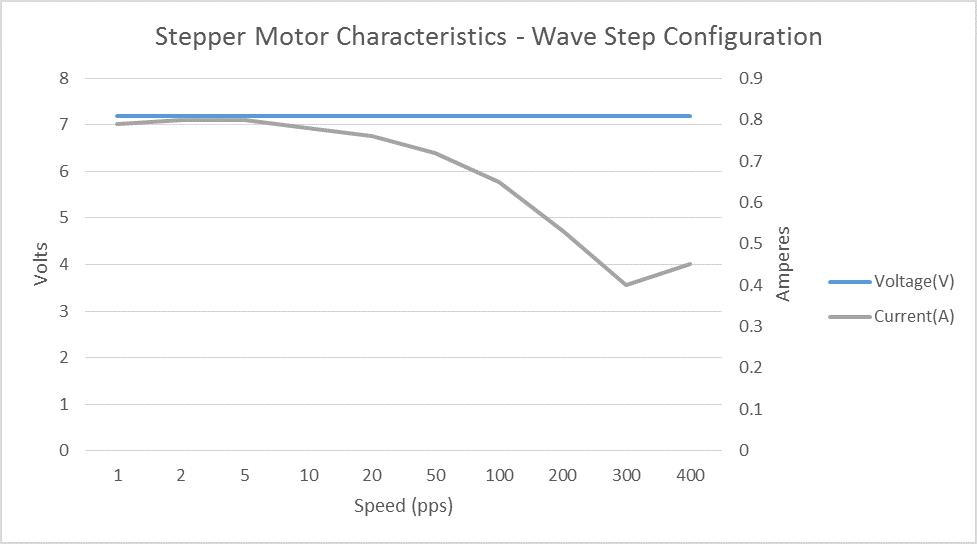 Stepper Motor Characteristics - Wave Step Configuration
8
7
6
5
4
3
2
1
0
Volts
0.9
0.8
0.7
0.6
0.5
0.4
0.3
0.2
0.1
0
Amperes
1 2 5 10 20 50 100 200 300 400
Speed (pps)
Voltage(V)
Current(A)